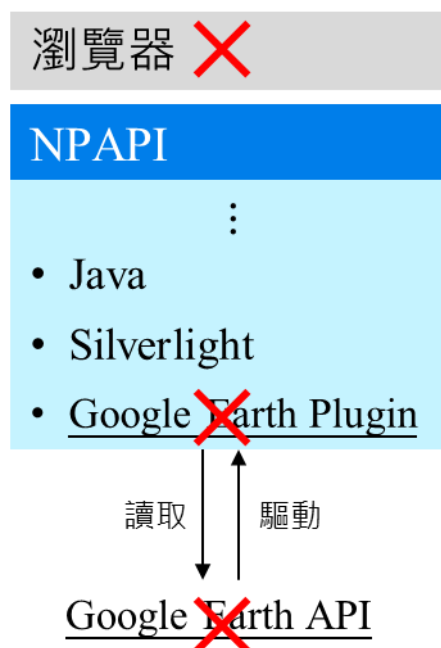 瀏覽器
NPAPI
⋮
• Java
• Silverlight
• Google Earth Plugin
讀取 驅動
Google Earth API